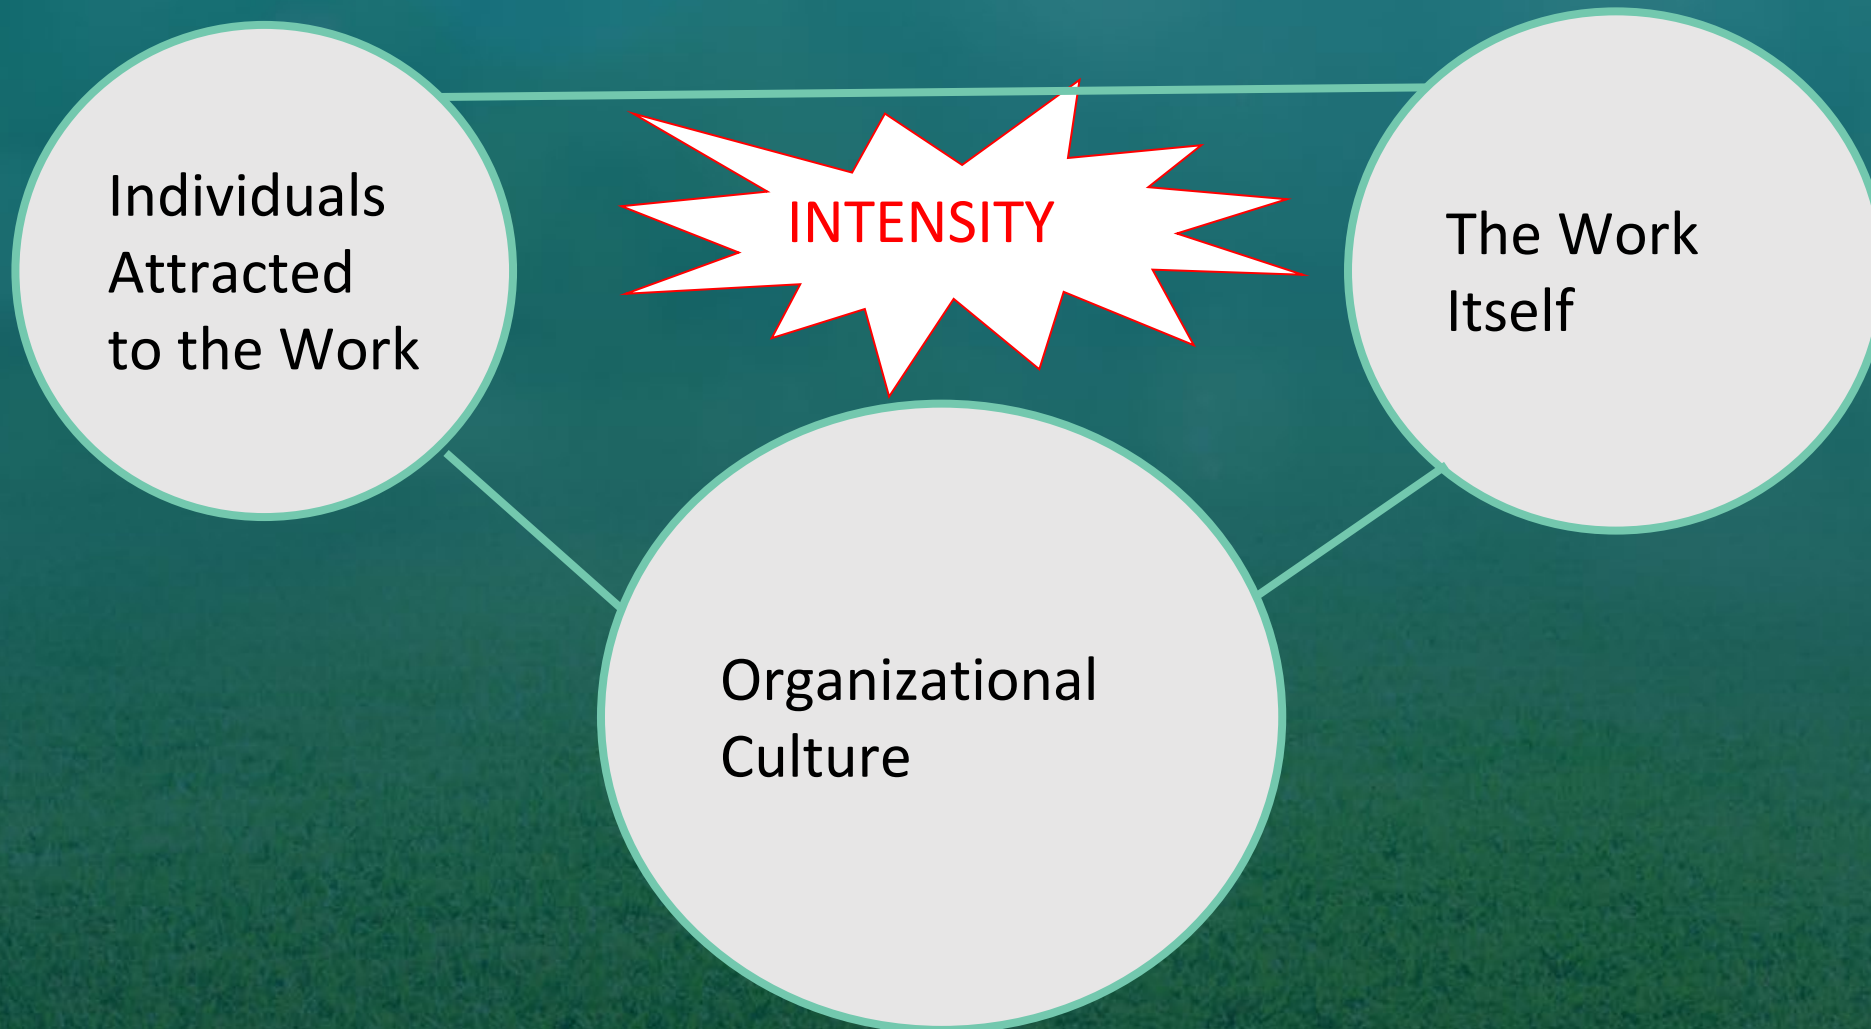 Individuals
Attracted
to the Work
INTENSITY
The Work
Itself
Organizational
Culture